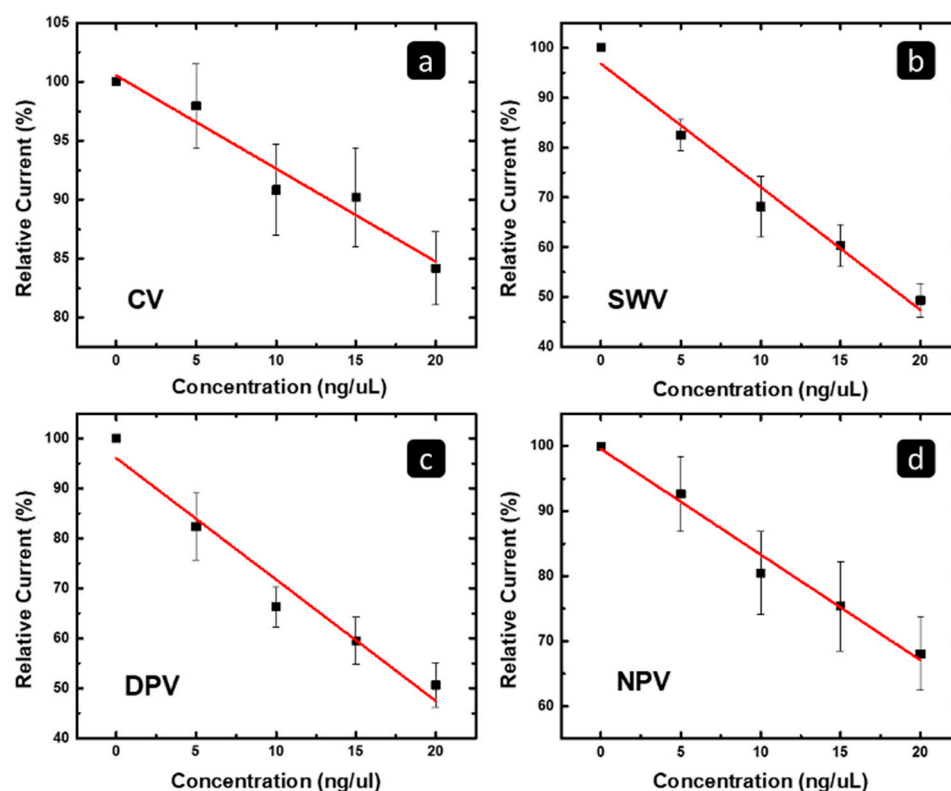 a
105
100
95
90
85
80
Relative Current (%)
CV
0 5 10 15 20
Concentration (ng/uL)
b
100
90
80
70
60
50
40
Relative Current (%)
SWV
0 5 10 15 20
Concentration (ng/uL)
c
100
90
80
70
60
50
40
Relative Current (%)
DPV
0 5 10 15 20
Concentration (ng/ul)
d
100
90
80
70
60
Relative Current (%)
NPV
0 5 10 15 20
Concentration (ng/uL)